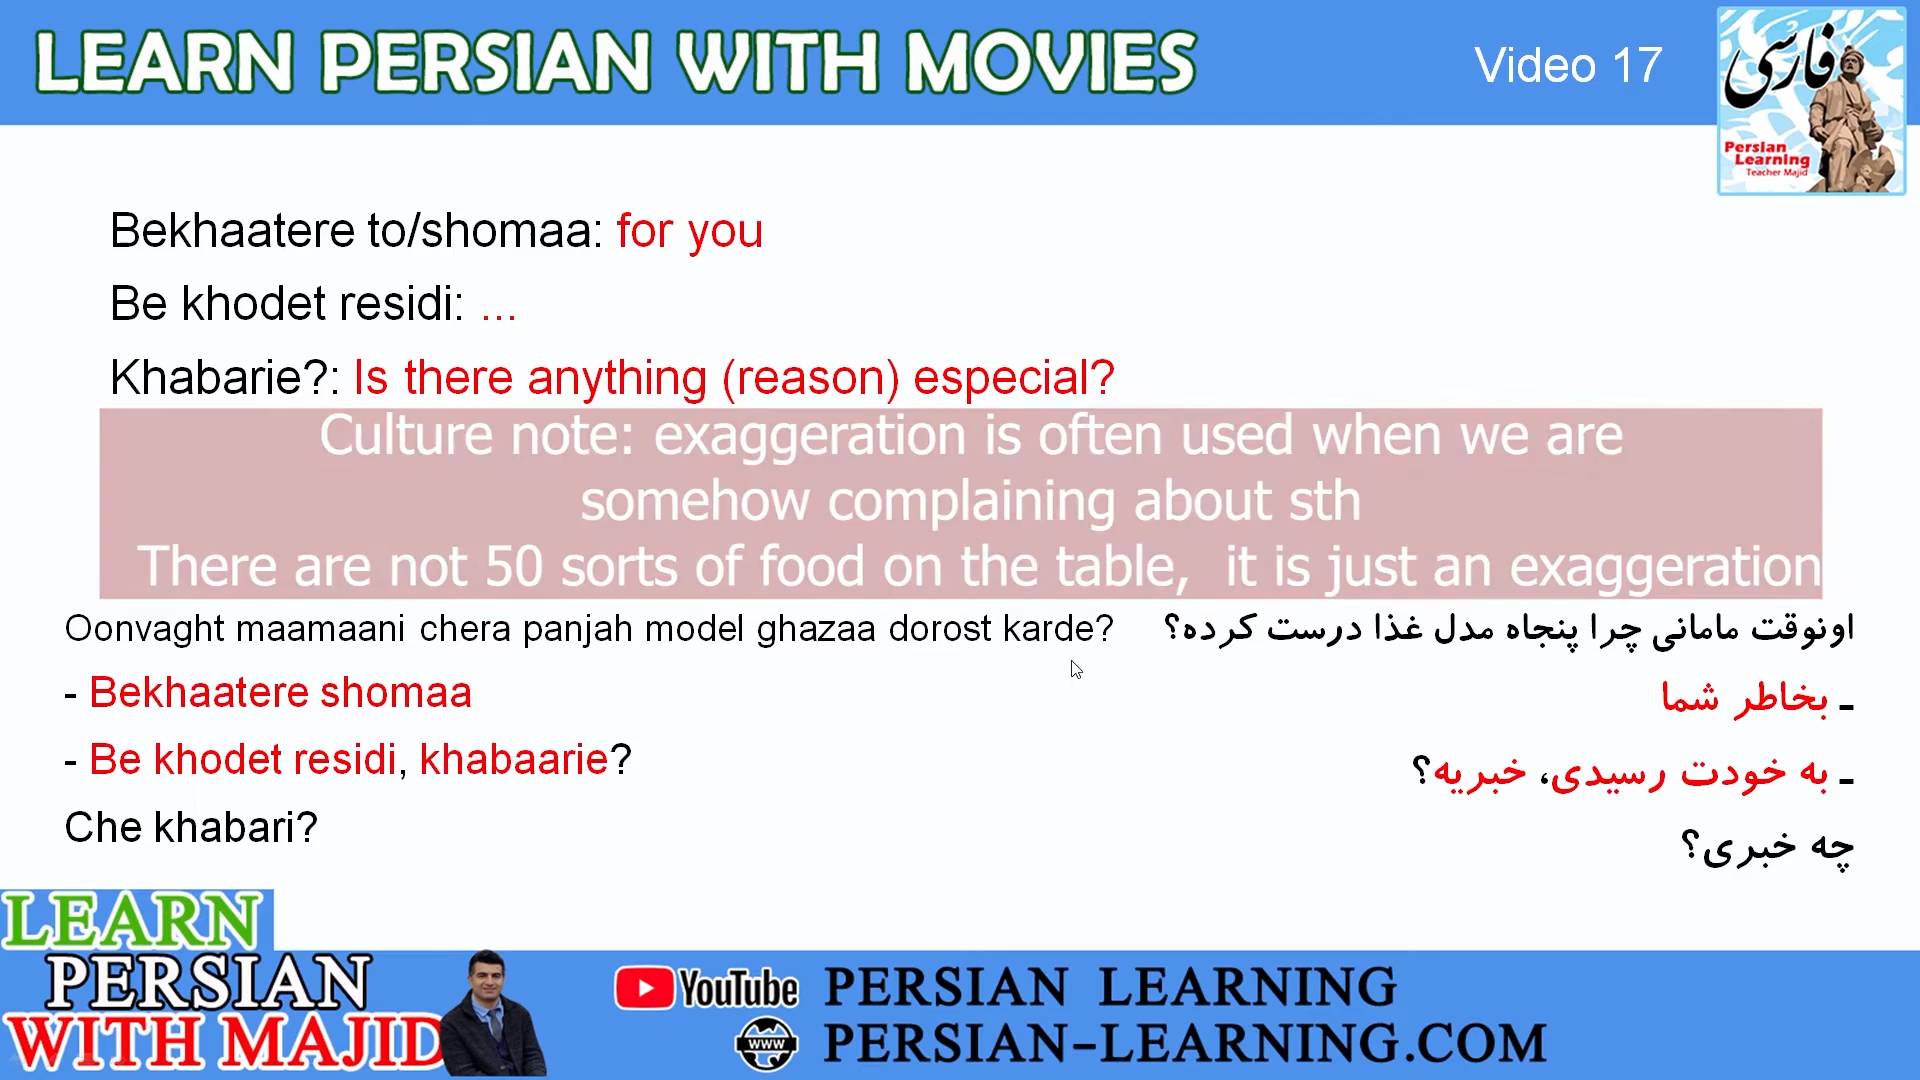 LEARN PERSIAN WITH MOVIES
Video 17
فارسی
Persian
Learning
Teacher Majid
Bekhaatere to/shomaa: for you
Be khodet residi: ...
Khabarie?: Is there anything (reason) especial?
Culture note: exaggeration is often used when we are
somehow complaining about sth
There are not 50 sorts of food on the table, it is just an exaggeration
Oonvaght maamaani chera panjah model ghazaa dorost karde?
اونوقت مامانی چرا پنجاه مدل غذا درست کرده؟
- Bekhaatere shomaa
ـ بخاطر شما
- Be khodet residi, khabaarie?
ـ به خودت رسیدی، خبریه؟
Che khabari?
چه خبری؟
LEARN
PERSIAN
WITH MAJID
YouTube PERSIAN LEARNING
WWW PERSIAN-LEARNING.COM